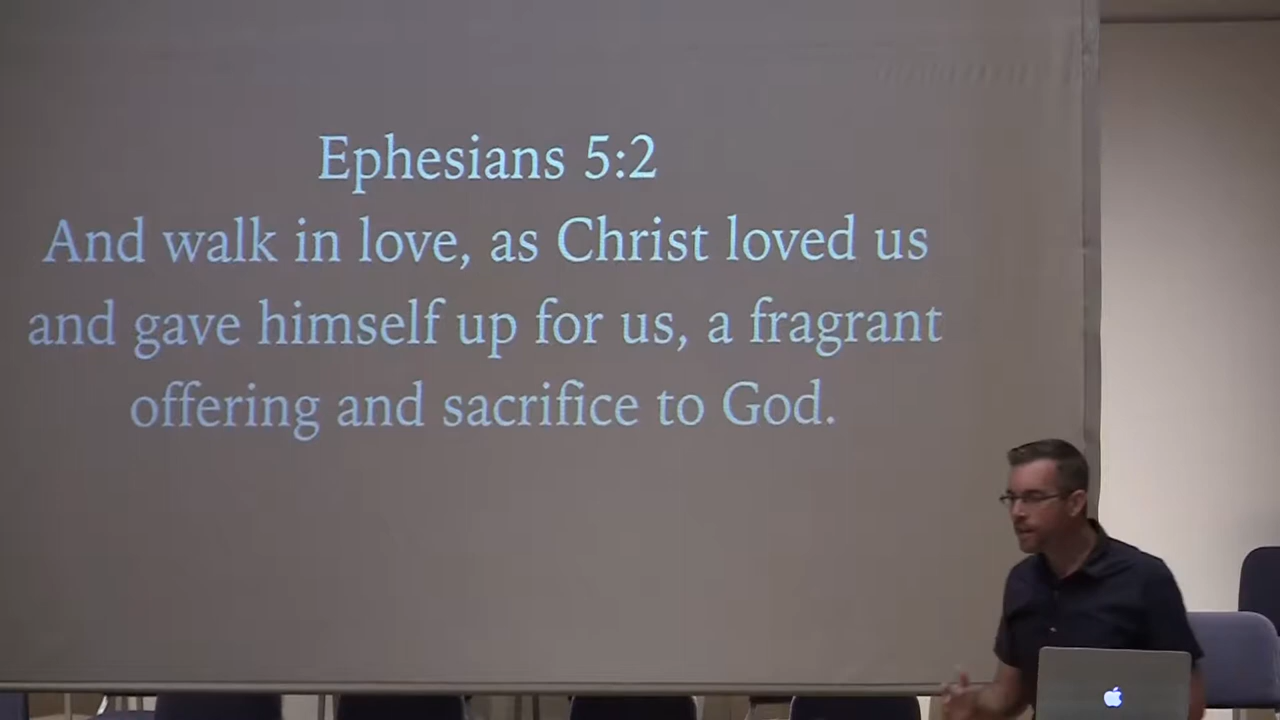 Ephesians 5:2
And walk in love, as Christ loved us
and gave himself up for us, a fragrant
offering and sacrifice to God.